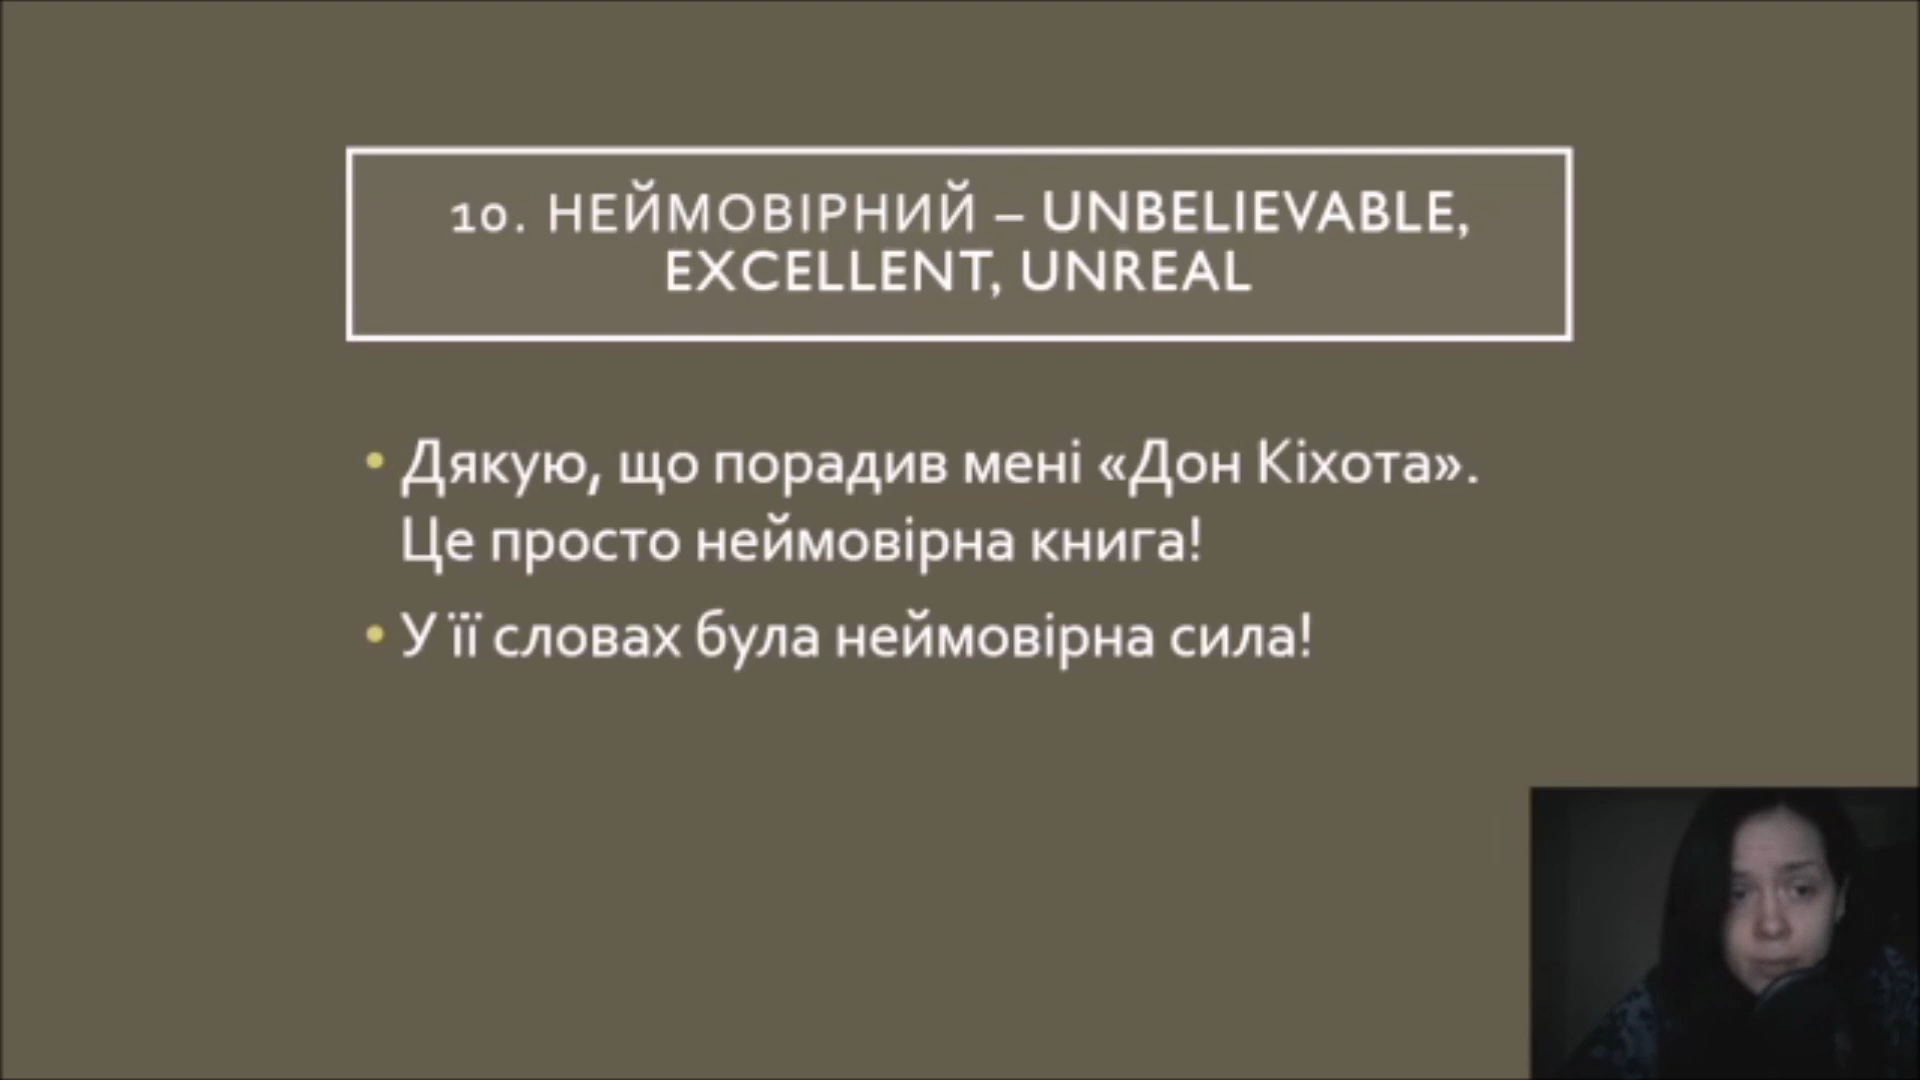 10. НЕЙМОВІРНИЙ – UNBELIEVABLE,
EXCELLENT, UNREAL
• Дякую, що порадив мені «Дон Кіхота».
Це просто неймовірна книга!
• У її словах була неймовірна сила!